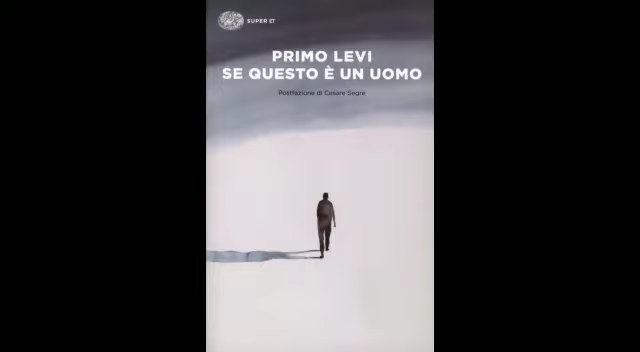 SUPER ET
PRIMO LEVI
SE QUESTO È UN UOMO
Postfazione di Cesare Segre